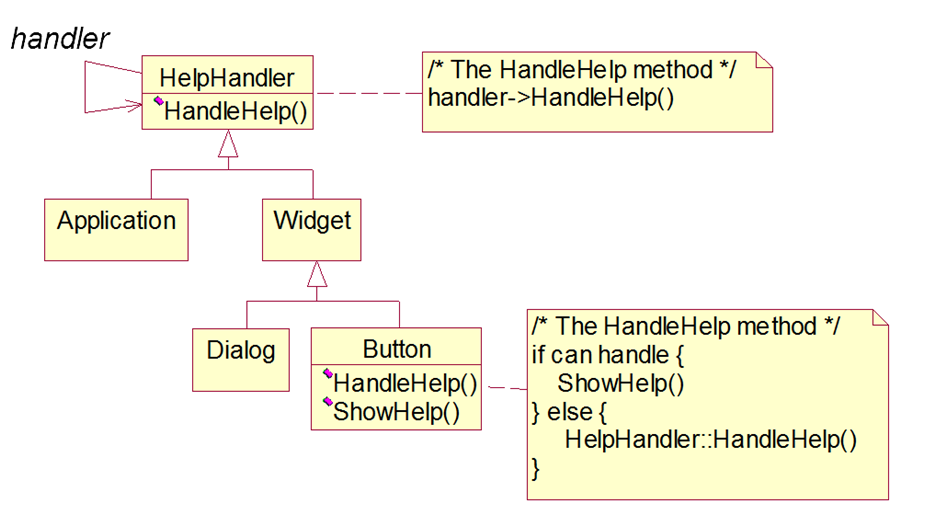 handler
HelpHandler
HandleHelp()
/* The HandleHelp method */
handler->HandleHelp()
Application
Widget
Dialog
Button
HandleHelp()
ShowHelp()
/* The HandleHelp method */
if can handle {
ShowHelp()
} else {
HelpHandler::HandleHelp()
}